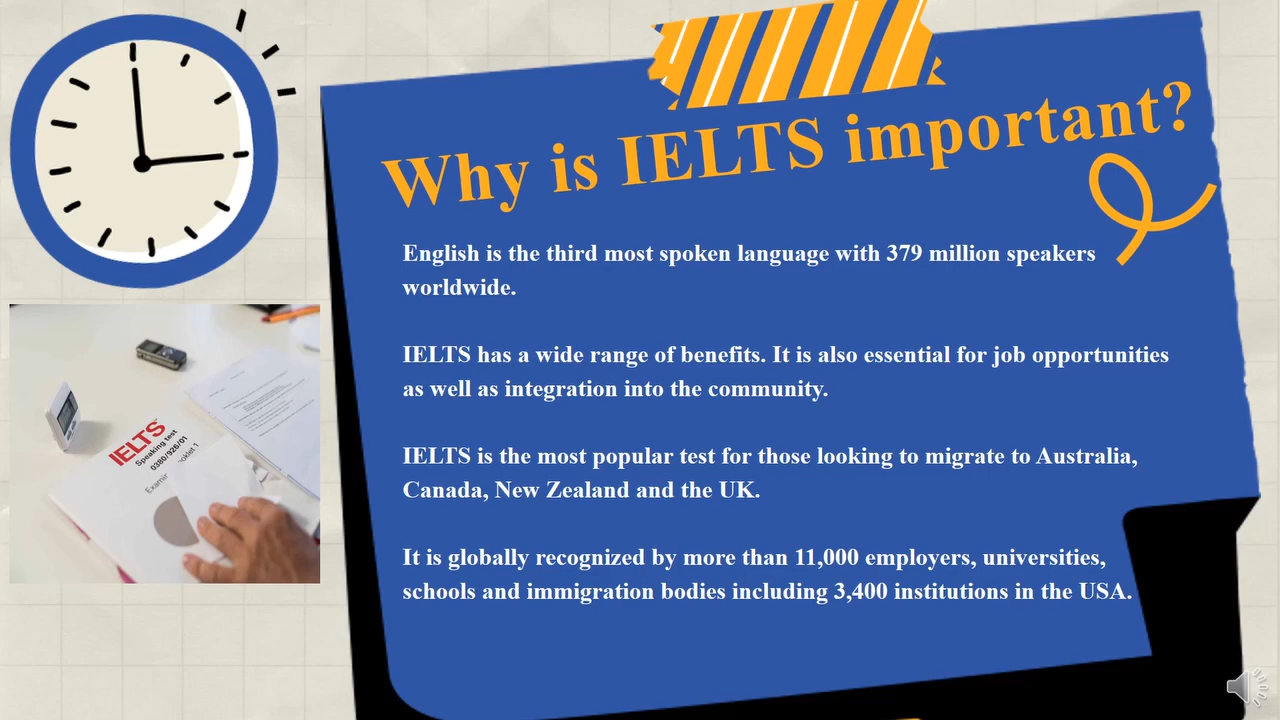 Why is IELTS important?
English is the third most spoken language with 379 million speakers
worldwide.
IELTS has a wide range of benefits. It is also essential for job opportunities
as well as integration into the community.
IELTS is the most popular test for those looking to migrate to Australia,
Canada, New Zealand and the UK.
It is globally recognized by more than 11,000 employers, universities,
schools and immigration bodies including 3,400 institutions in the USA.
IELTS
Speaking test
0380/926/01